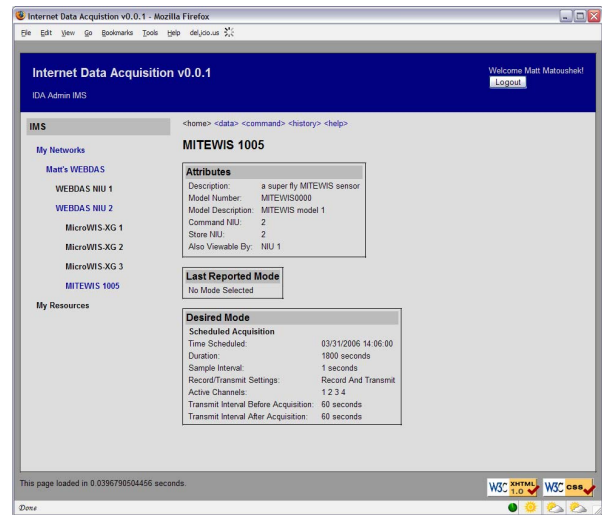 Internet Data Acquistion v0.0.1 - Mozilla Firefox
File Edit View Go Bookmarks Tools Help del.icio.us
Internet Data Acquisition v0.0.1
Welcome Matt Matoushek!
Logout
IDA Admin IMS
IMS
<home> <data> <command> <history> <help>
My Networks
Matt's WEBDAS
WEBDAS NIU 1
WEBDAS NIU 2
MicroWIS-XG 1
MicroWIS-XG 2
MicroWIS-XG 3
MITEWIS 1005
My Resources
MITEWIS 1005
Attributes
Description: a super fly MITEWIS sensor
Model Number: MITEWIS0000
Model Description: MITEWIS model 1
Command NIU: 2
Store NIU: 2
Also Viewable By: NIU 1
Last Reported Mode
No Mode Selected
Desired Mode
Scheduled Acquisition
Time Scheduled: 03/31/2006 14:06:00
Duration: 1800 seconds
Sample Interval: 1 seconds
Record/Transmit Settings: Record And Transmit
Active Channels: 1 2 3 4
Transmit Interval Before Acquisition: 60 seconds
Transmit Interval After Acquisition: 60 seconds
This page loaded in 0.0396790504456 seconds.
W3C XHTML 1.0
W3C css
Done